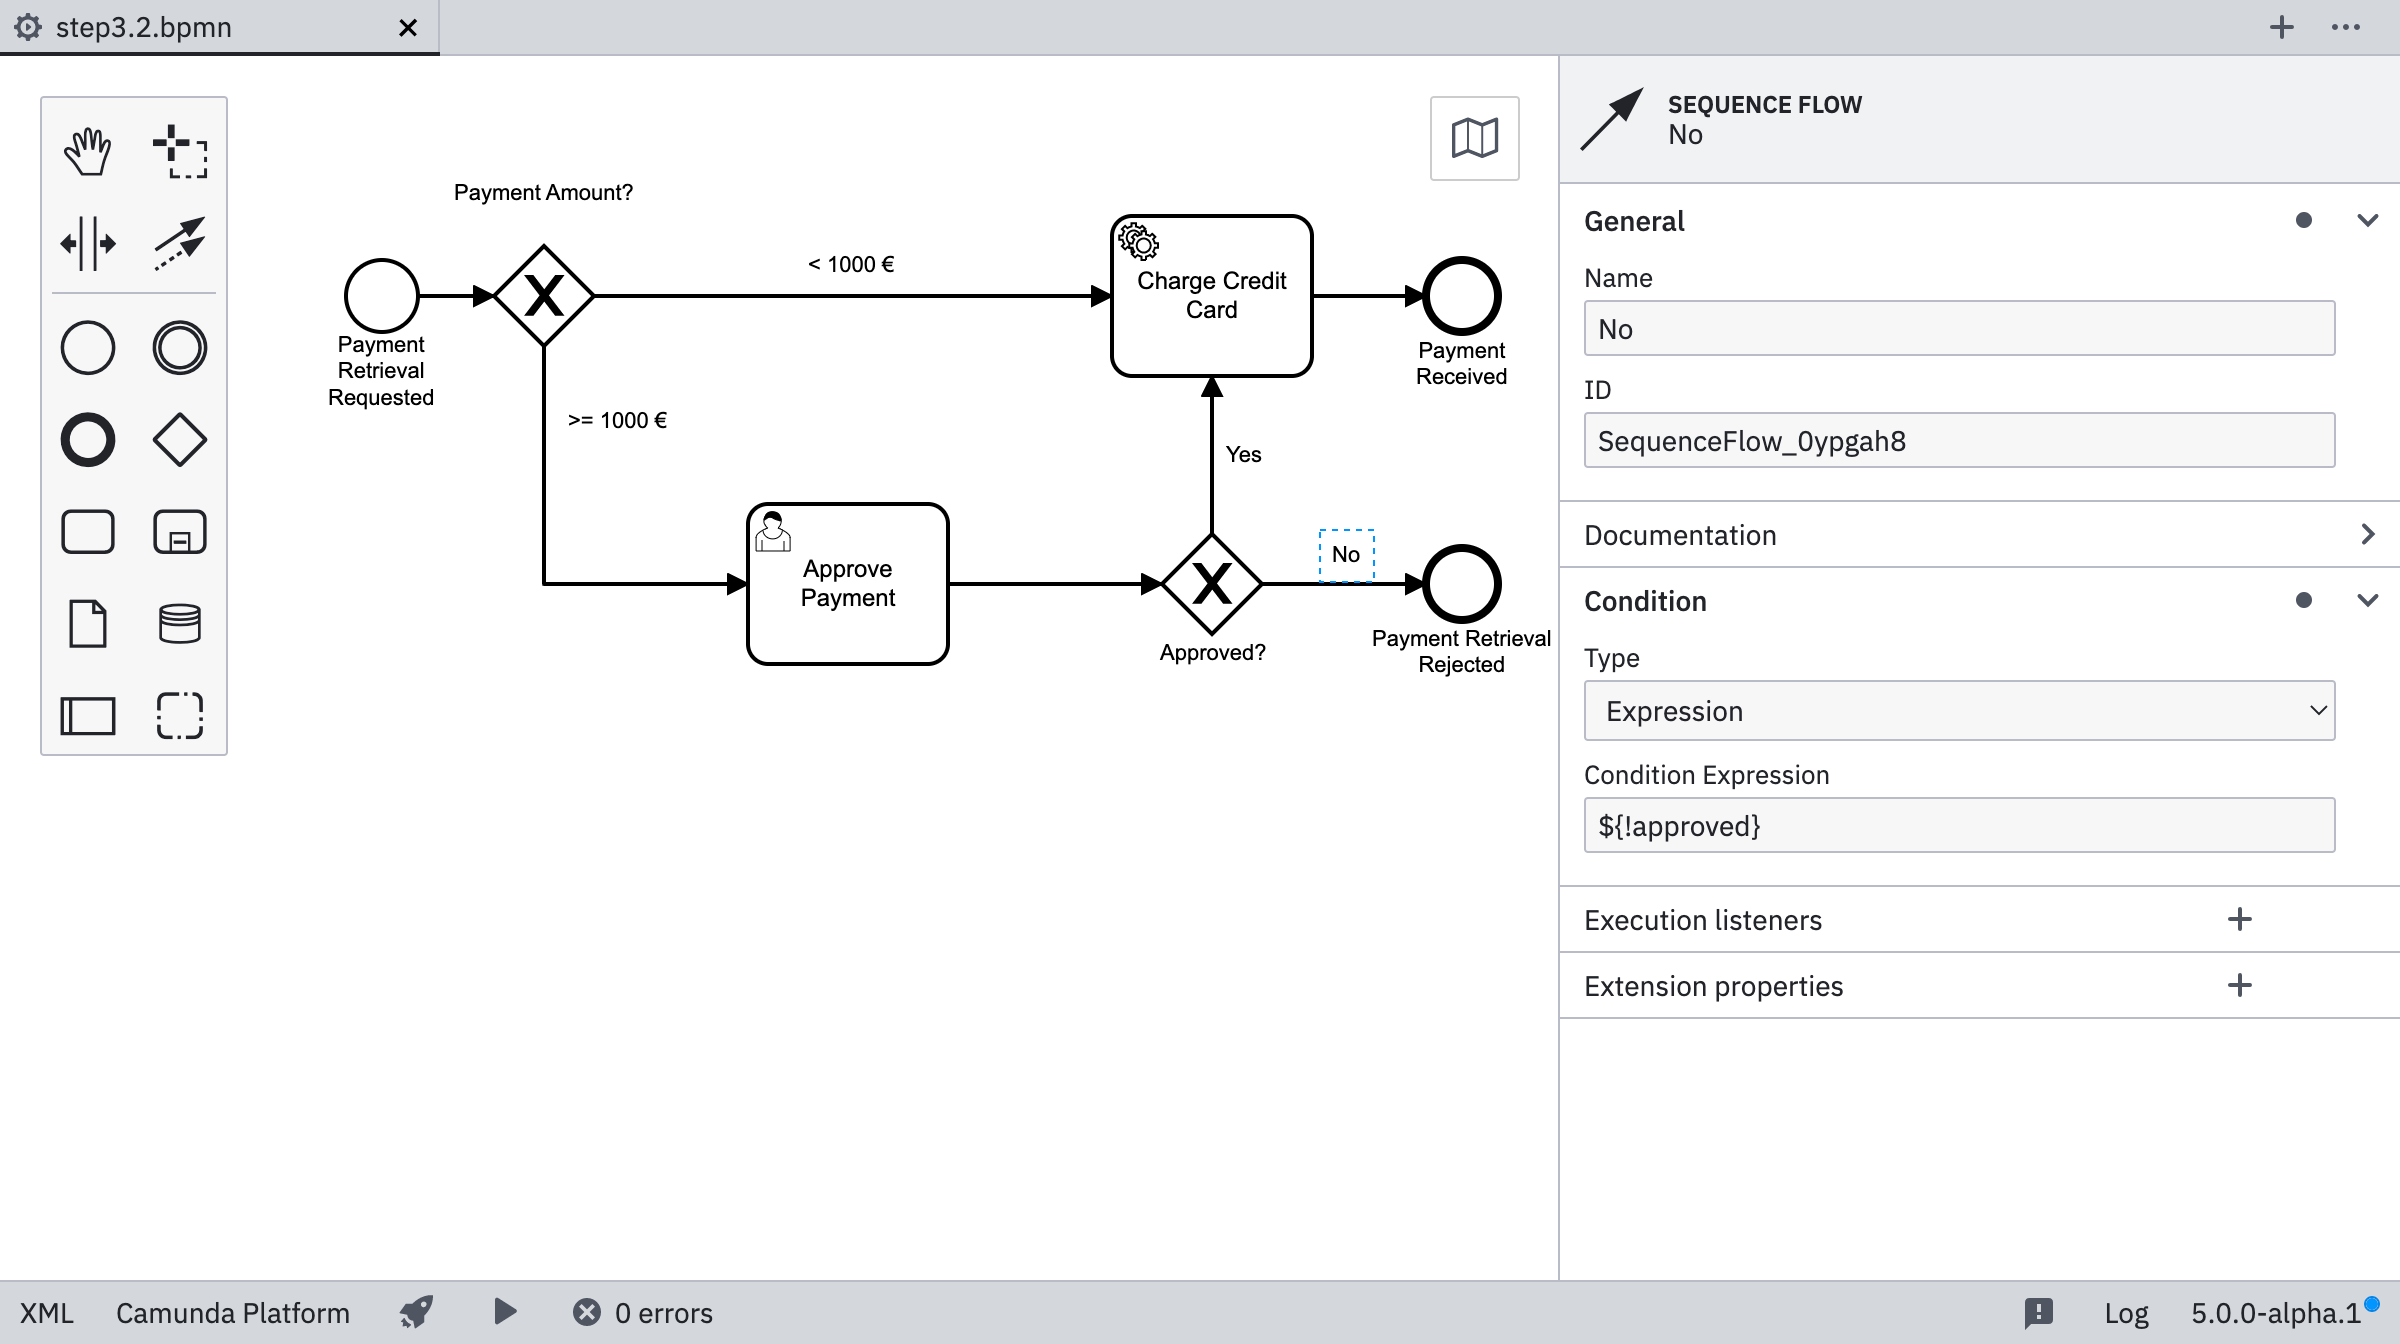 step3.2.bpmn
Payment Amount?
< 1000 €
Payment
Retrieval
Requested
>= 1000 €
Charge Credit
Card
Payment
Received
Yes
Approve
Payment
No
Approved?
Payment Retrieval
Rejected
SEQUENCE FLOW
No
General
Name
No
ID
SequenceFlow_0ypgah8
Documentation
Condition
Type
Expression
Condition Expression
${!approved}
Execution listeners
Extension properties
XML Camunda Platform 0 errors Log 5.0.0-alpha.1